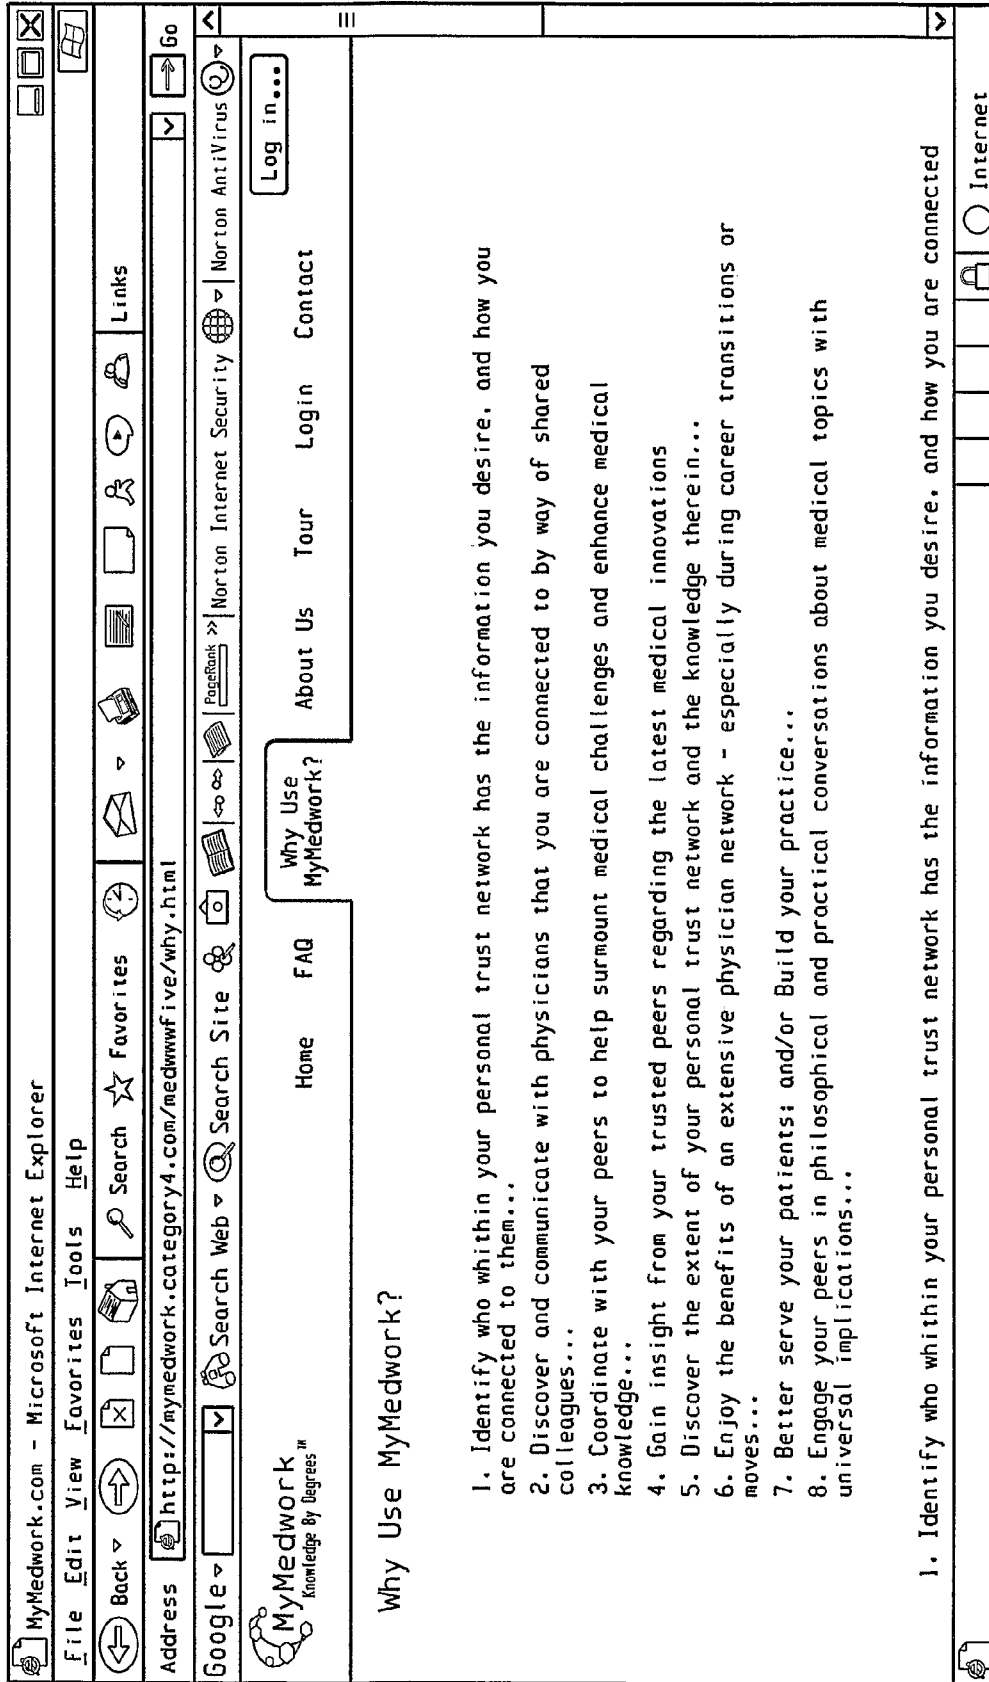 MyMedwork.com - Microsoft Internet Explorer
File Edit View Favorites Tools Help
Back Search Favorites Links
Address http://mymedwork.category4.com/medwwwfive/why.html Go
Google Search Web Search Site PageRank >> Norton Internet Security Norton AntiVirus
MyMedwork
Knowledge By Degrees™
Log in...
Home FAQ Why Use MyMedwork? About Us Tour Login Contact
Why Use MyMedwork?
1. Identify who whithin your personal trust network has the information you desire, and how you
are connected to them...
2. Discover and communicate with physicians that you are connected to by way of shared
colleagues...
3. Coordinate with your peers to help surmount medical challenges and enhance medical
knowledge...
4. Gain insight from your trusted peers regarding the latest medical innovations
5. Discover the extent of your personal trust network and the knowledge therein...
6. Enjoy the benefits of an extensive physician network - especially during career transitions or
moves...
7. Better serve your patients; and/or Build your practice...
8. Engage your peers in philosophical and practical conversations about medical topics with
universal implications...
1. Identify who whithin your personal trust network has the information you desire, and how you are connected
Internet